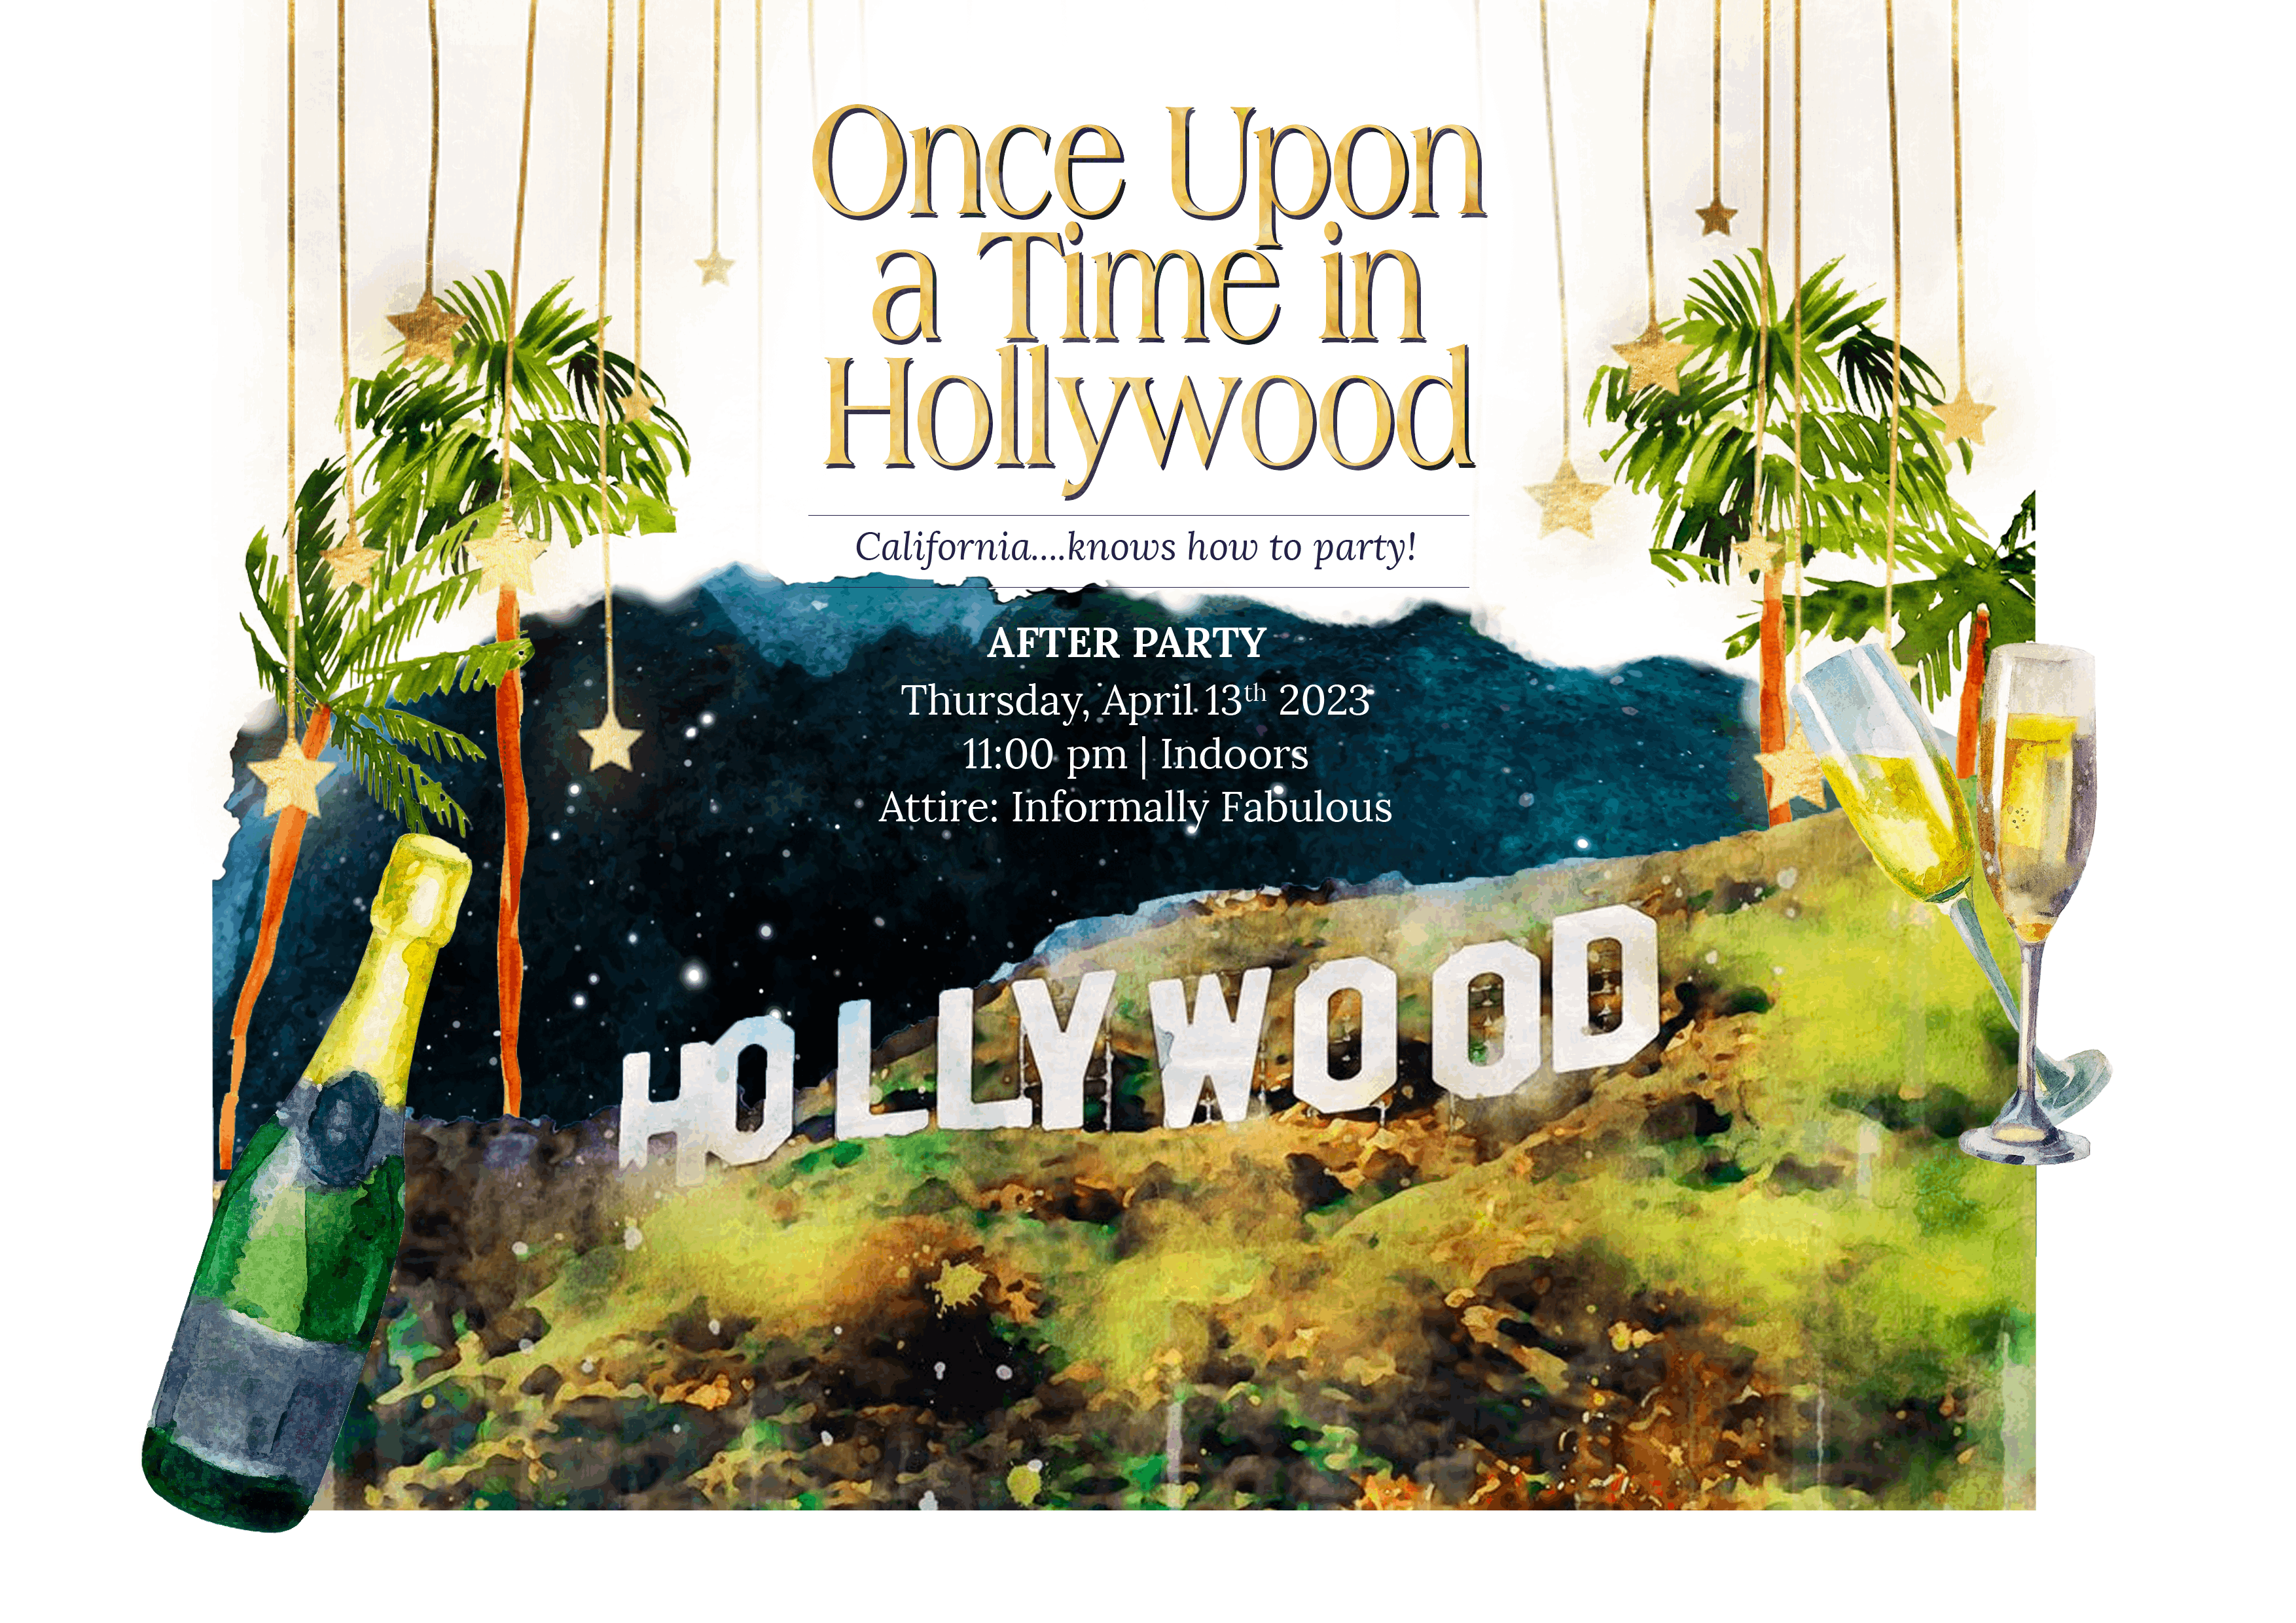 Once Upon
a Time in
Hollywood
California....knows how to party!
AFTER PARTY
Thursday, April 13th 2023
11:00 pm | Indoors
Attire: Informally Fabulous
HOLLYWOOD